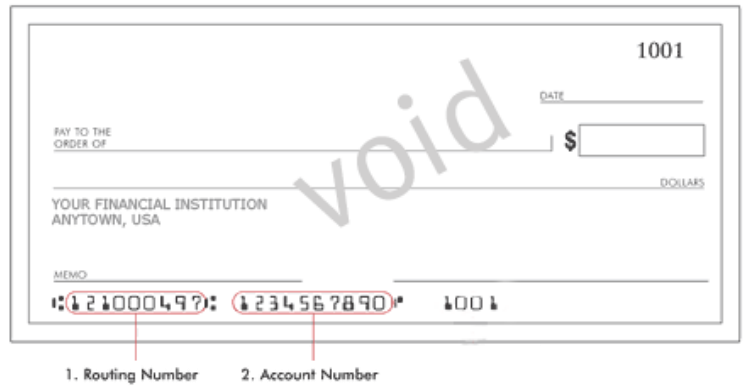 1001
DATE
PAY TO THE
ORDER OF
$
void
DOLLARS
YOUR FINANCIAL INSTITUTION
ANYTOWN, USA
MEMO
⑆121000497⑆ 1234567890⑈ 1001
1. Routing Number 2. Account Number